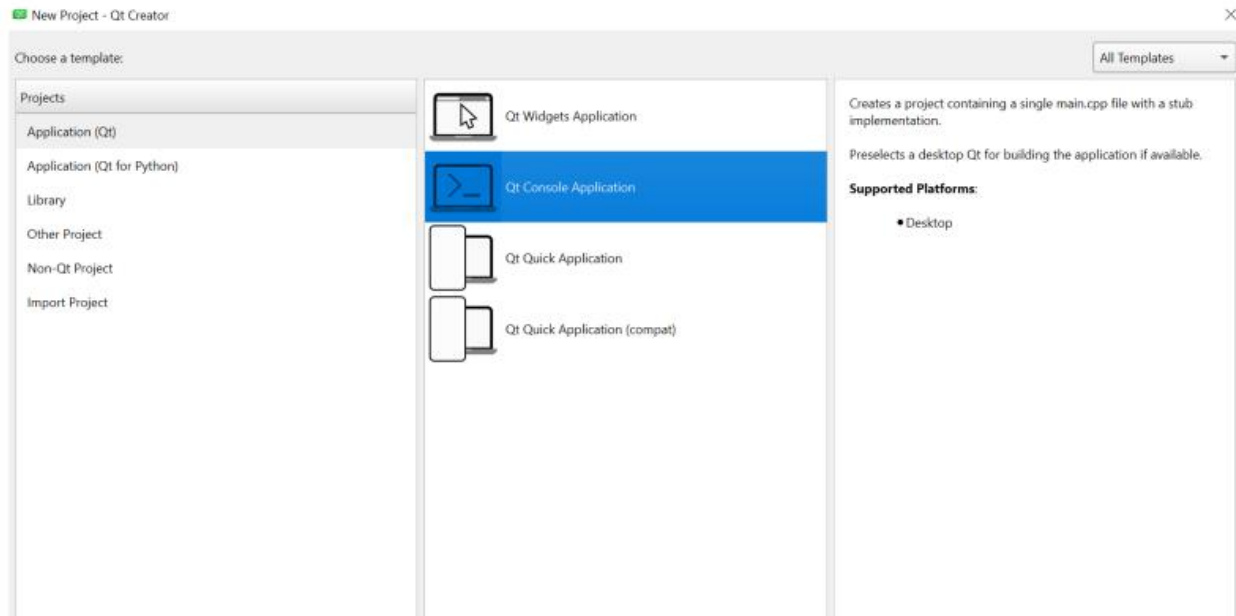 New Project - Qt Creator
Choose a template:
All Templates
Projects
Application (Qt)
Application (Qt for Python)
Library
Other Project
Non-Qt Project
Import Project
Qt Widgets Application
Qt Console Application
Qt Quick Application
Qt Quick Application (compat)
Creates a project containing a single main.cpp file with a stub
implementation.
Preselects a desktop Qt for building the application if available.
Supported Platforms:
• Desktop